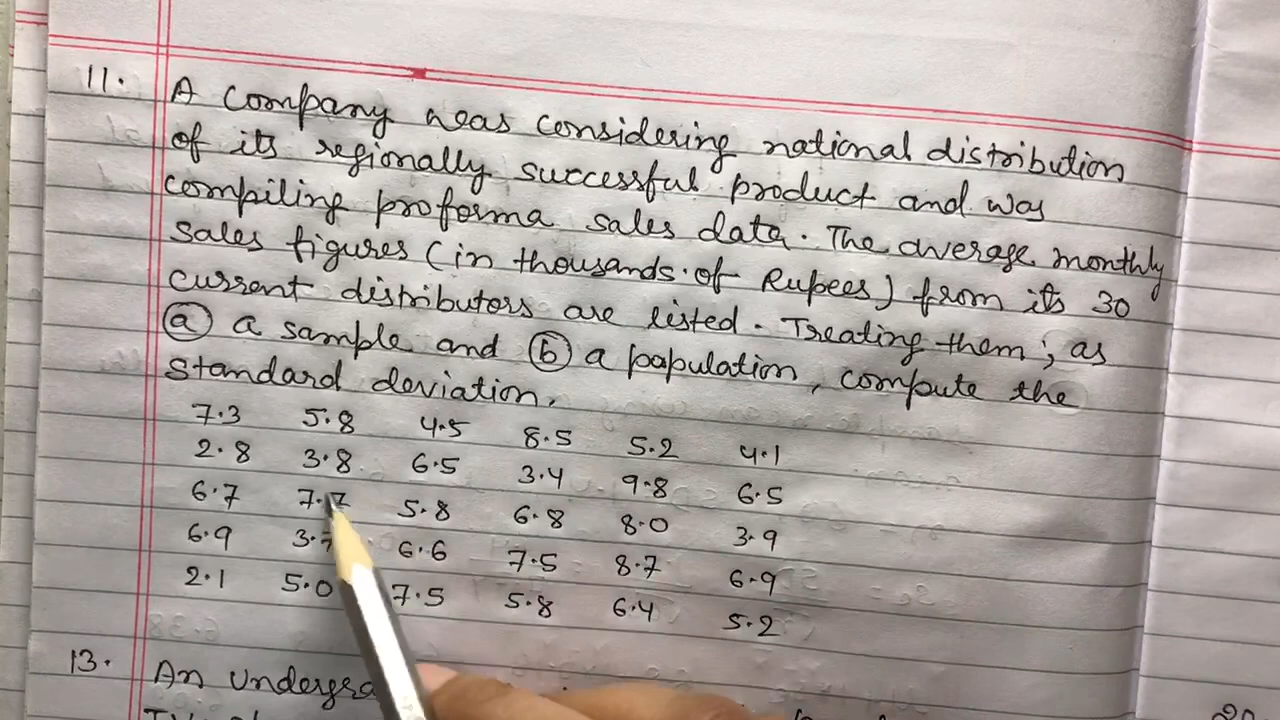 11. A company was considering national distribution
of its regionally successful product and was
compiling proforma sales data. The average monthly
sales figures (in thousands of Rupees) from its 30
current distributors are listed. Treating them, as
(a) a sample and (b) a population, compute the
standard deviation.
7.3 5.8 4.5 8.5 5.2 4.1
2.8 3.8 6.5 3.4 9.8 6.5
6.7 7.7 5.8 6.8 8.0 3.9
6.9 3.7 6.6 7.5 8.7 6.9
2.1 5.0 7.5 5.8 6.4 5.2
13. An